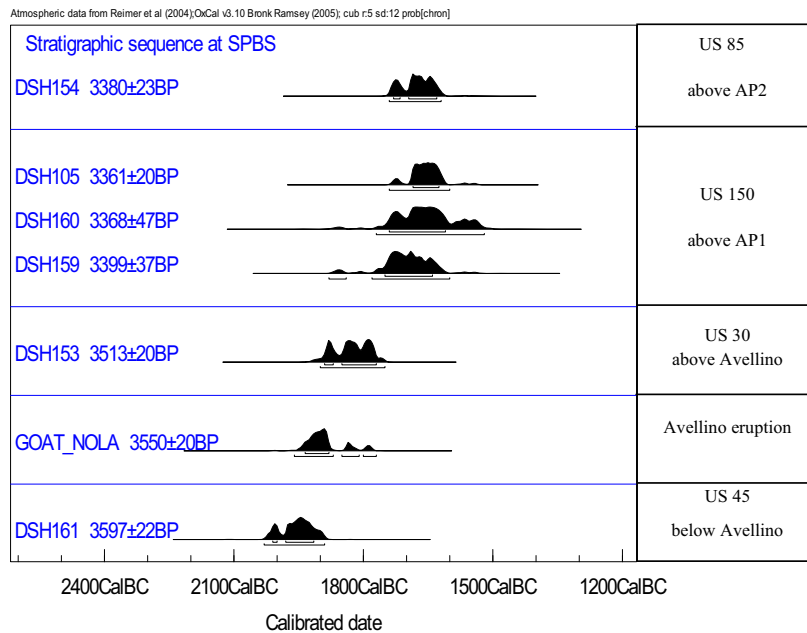 Atmospheric data from Reimer et al (2004);OxCal v3.10 Bronk Ramsey (2005); cub r:5 sd:12 prob[chron]
Stratigraphic sequence at SPBS
US 85
DSH154 3380±23BP
above AP2
DSH105 3361±20BP
US 150
DSH160 3368±47BP
above AP1
DSH159 3399±37BP
US 30
DSH153 3513±20BP
above Avellino
Avellino eruption
GOAT_NOLA 3550±20BP
US 45
DSH161 3597±22BP
below Avellino
2400CalBC 2100CalBC 1800CalBC 1500CalBC 1200CalBC
Calibrated date